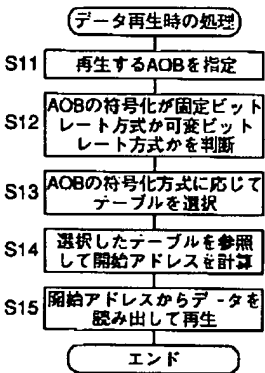 データ再生時の処理
S11
再生するAOBを指定
S12
AOBの符号化が固定ビット
レート方式か可変ビット
レート方式かを判断
S13
AOBの符号化方式に応じて
テーブルを選択
S14
選択したテーブルを参照
して開始アドレスを計算
S15
開始アドレスからデータを
読み出して再生
エンド